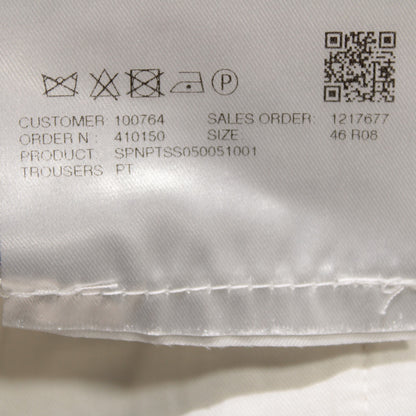 P
CUSTOMER 100764 SALES ORDER: 1217677
ORDER N : 410150 SIZE 46 R08
PRODUCT: SPNPTSS050051001
TROUSERS PT